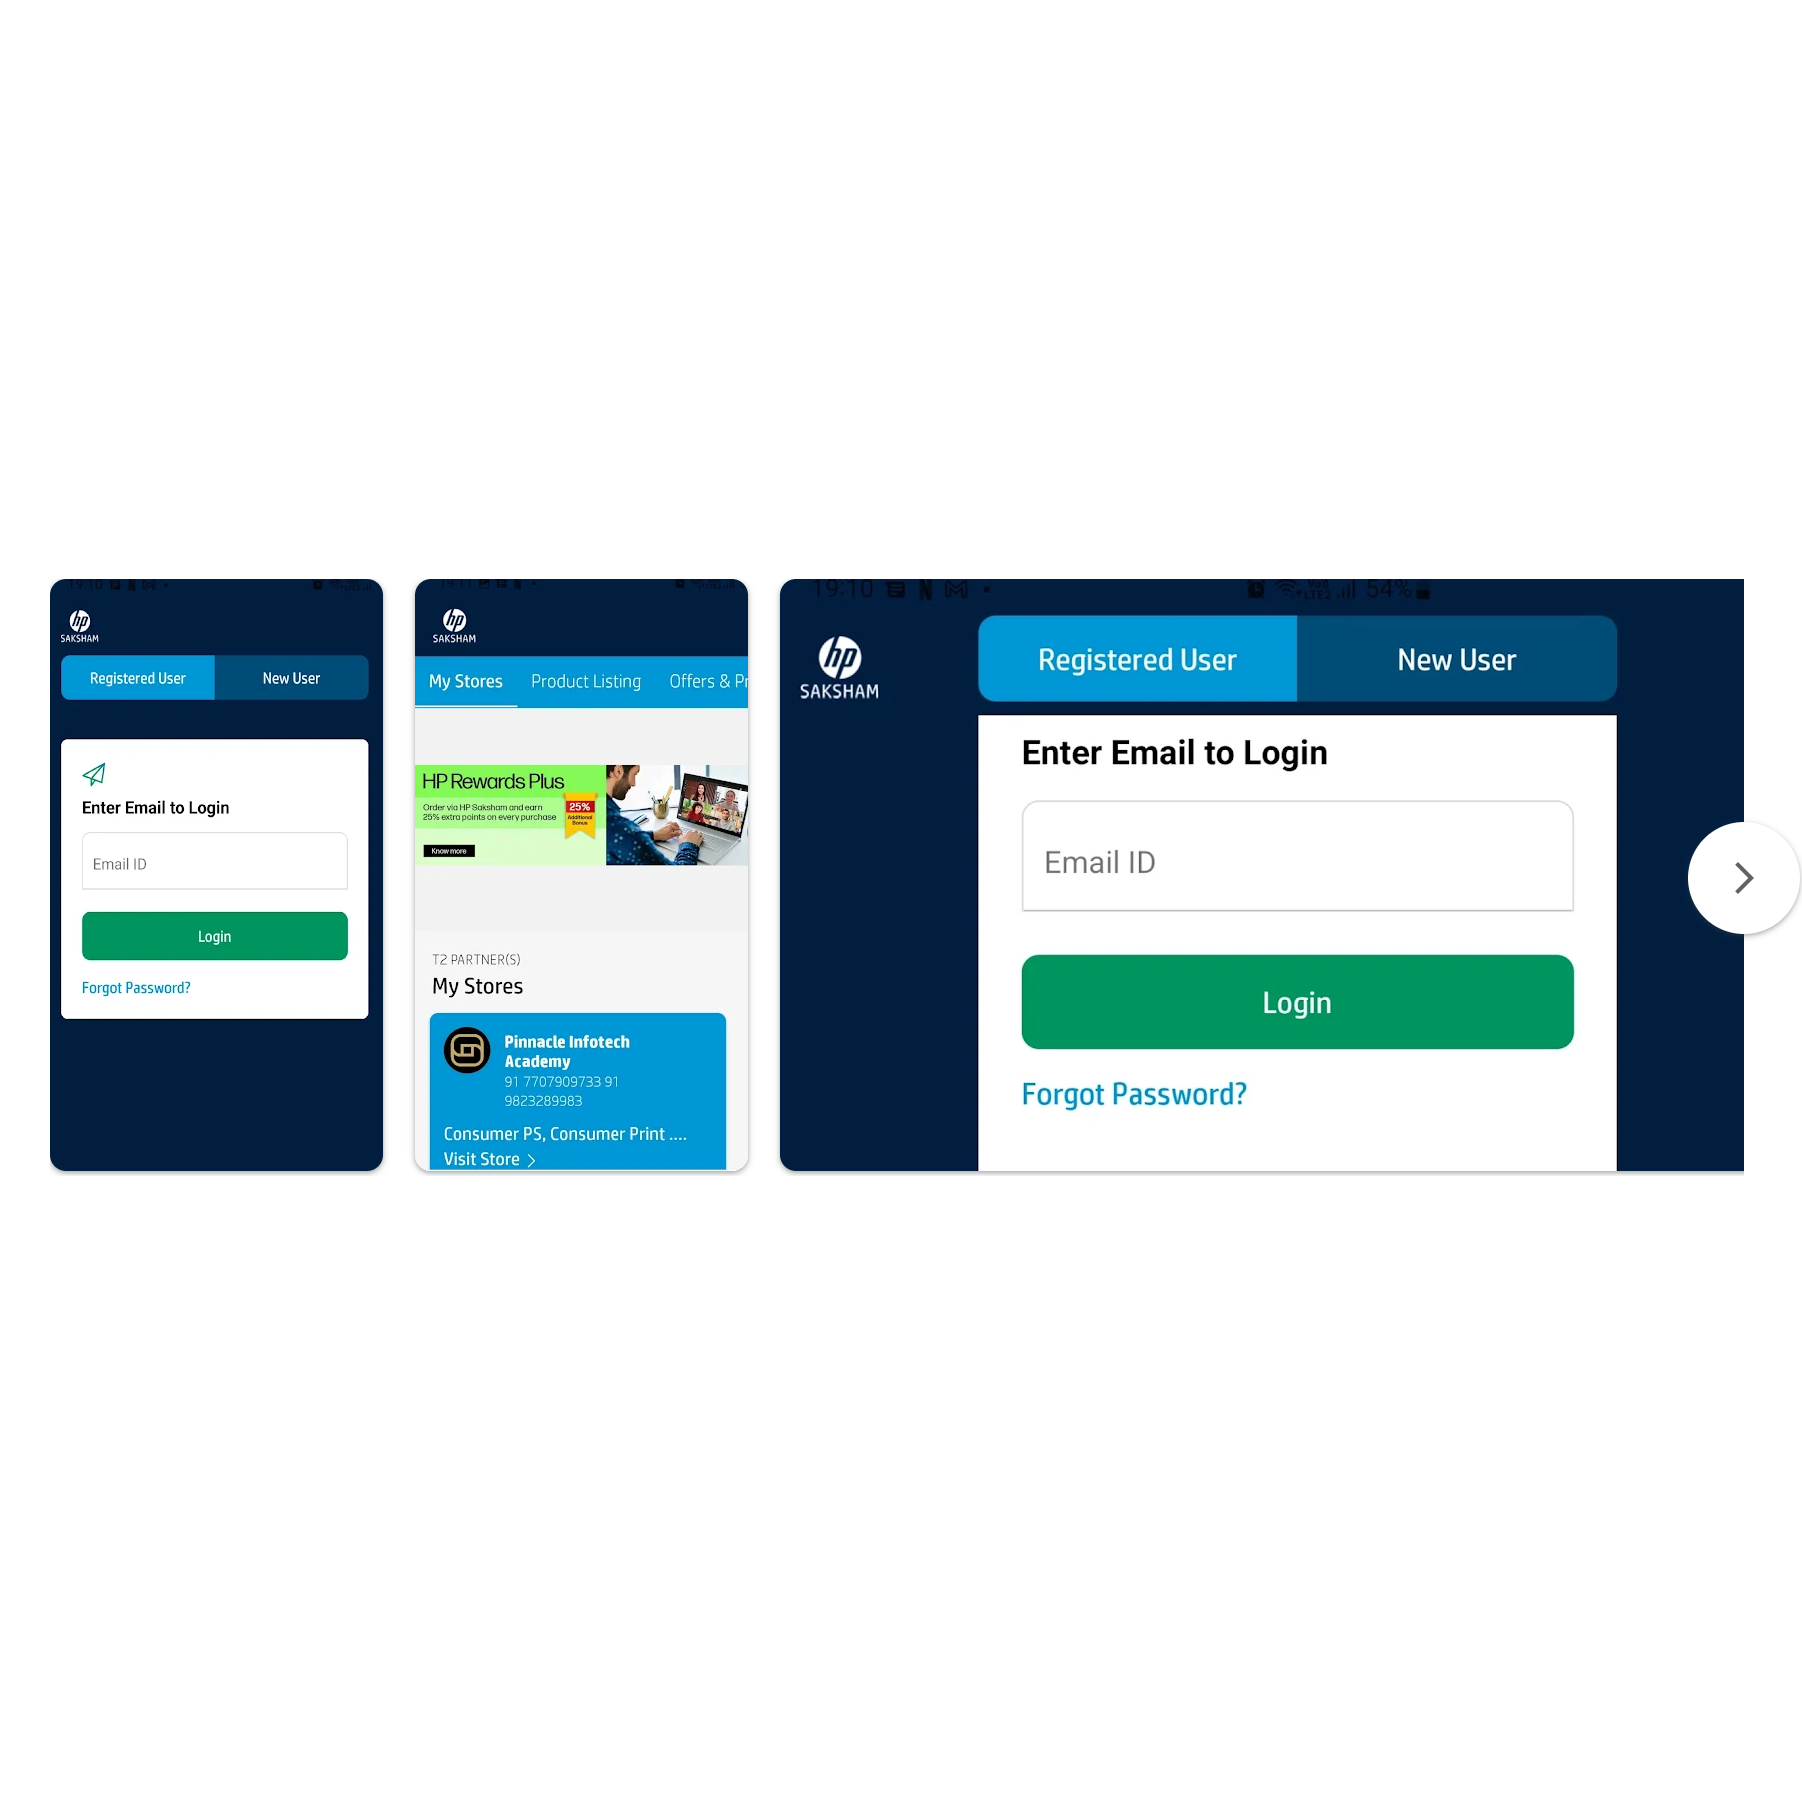 19:10
hp
SAKSHAM
Registered User
New User
Enter Email to Login
Email ID
Login
Forgot Password?
hp
SAKSHAM
My Stores
Product Listing
Offers & Pr
HP Rewards Plus
Order via HP Saksham and earn
25% extra points on every purchase
25%
Additional
Bonus
Know more
T2 PARTNER(S)
My Stores
Pinnacle Infotech
Academy
91 7707909733 91
9823289983
Consumer PS, Consumer Print ....
Visit Store
19:10
LTE2
54%
hp
SAKSHAM
Registered User
New User
Enter Email to Login
Email ID
Login
Forgot Password?